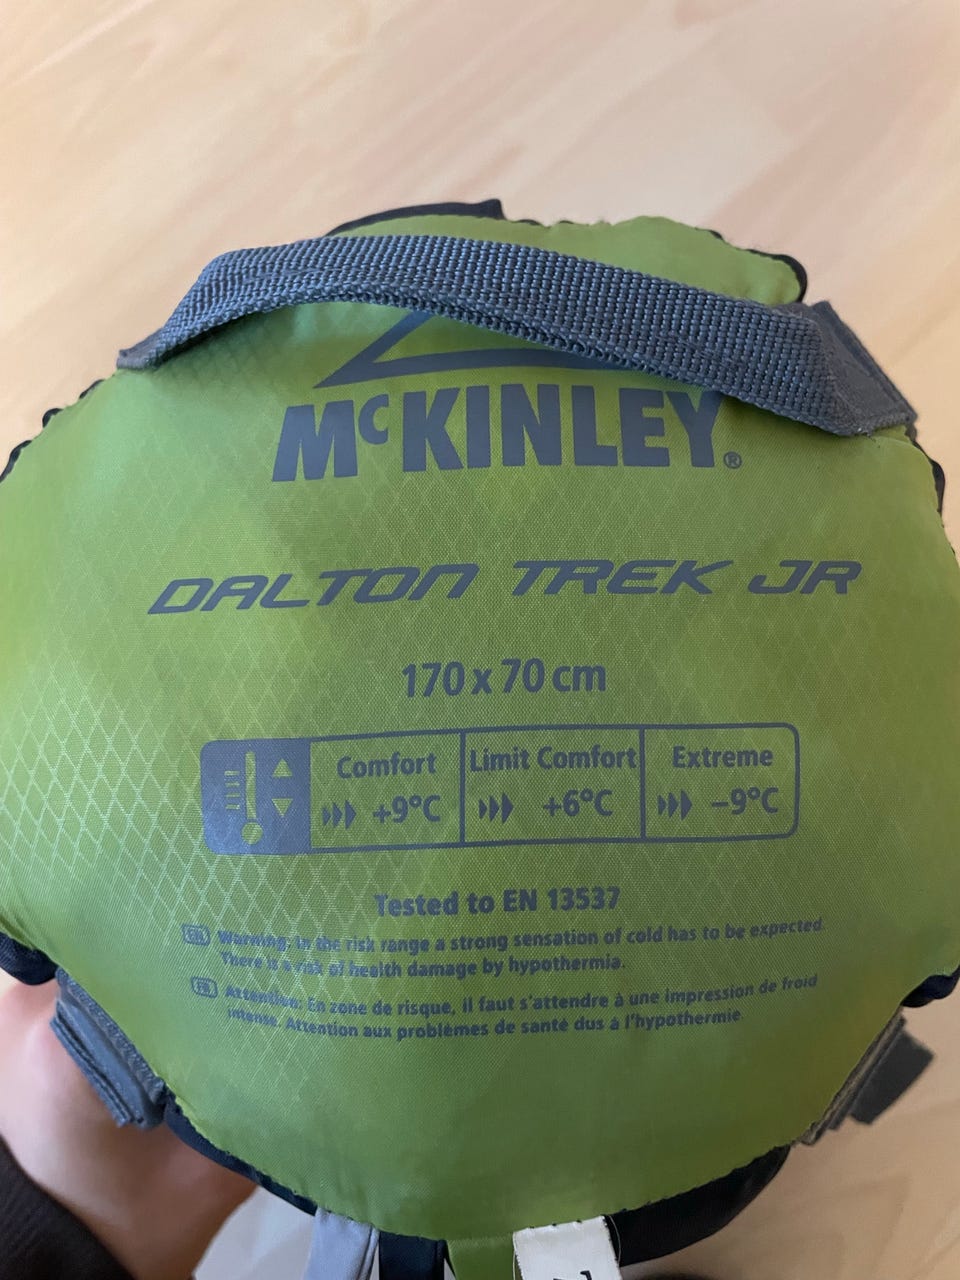 McKINLEY®
DALTON TREK JR
170 x 70 cm
Comfort
+9°C
Limit Comfort
+6°C
Extreme
–9°C
Tested to EN 13537
GB Warning: In the risk range a strong sensation of cold has to be expected.
There is a risk of health damage by hypothermia.
FR Attention: En zone de risque, il faut s'attendre à une impression de froid
intense. Attention aux problèmes de santé dus à l'hypothermie.